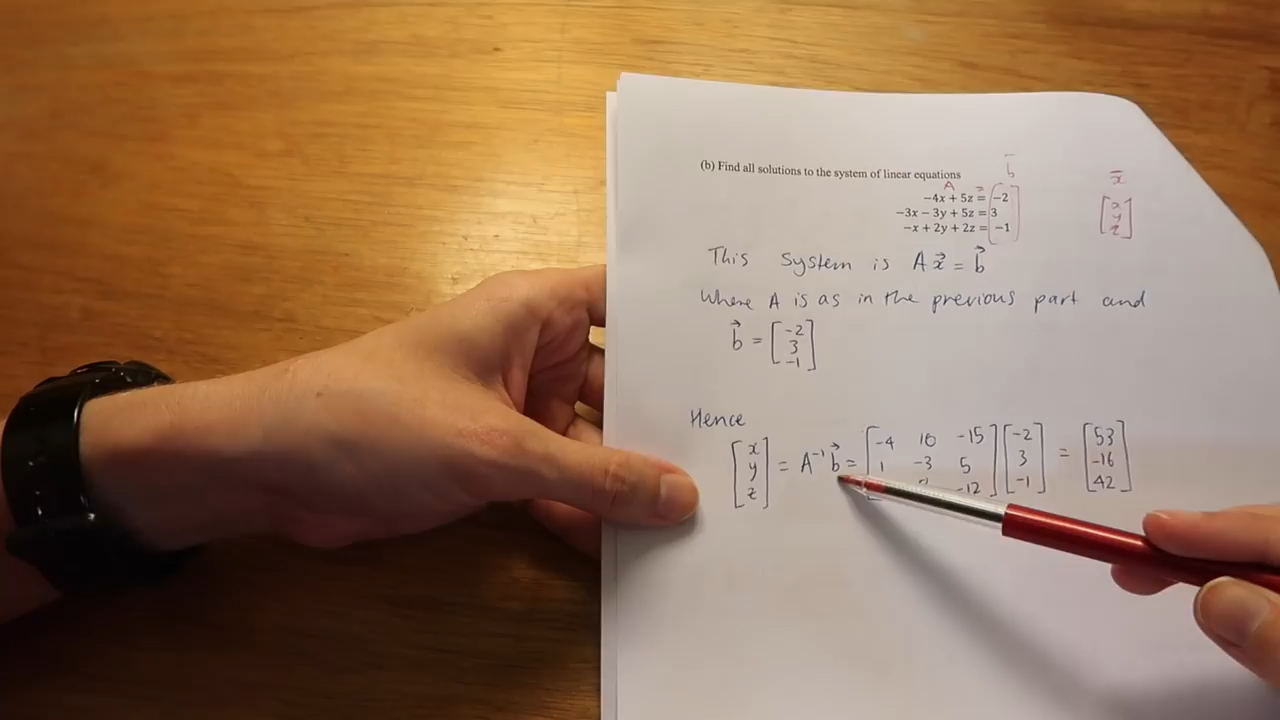 (b) Find all solutions to the system of linear equations
b
x
A
−4x + 5z = −2
−3x − 3y + 5z = 3
−x + 2y + 2z = −1
x
y
z
This System is A x⃗ = b⃗
Where A is as in the previous part and
b⃗ = [−2 3 −1]
Hence
[x y z] = A⁻¹ b⃗ = [−4 10 −15 1 −3 5 −12] [−2 3 −1] = [53 −16 42]